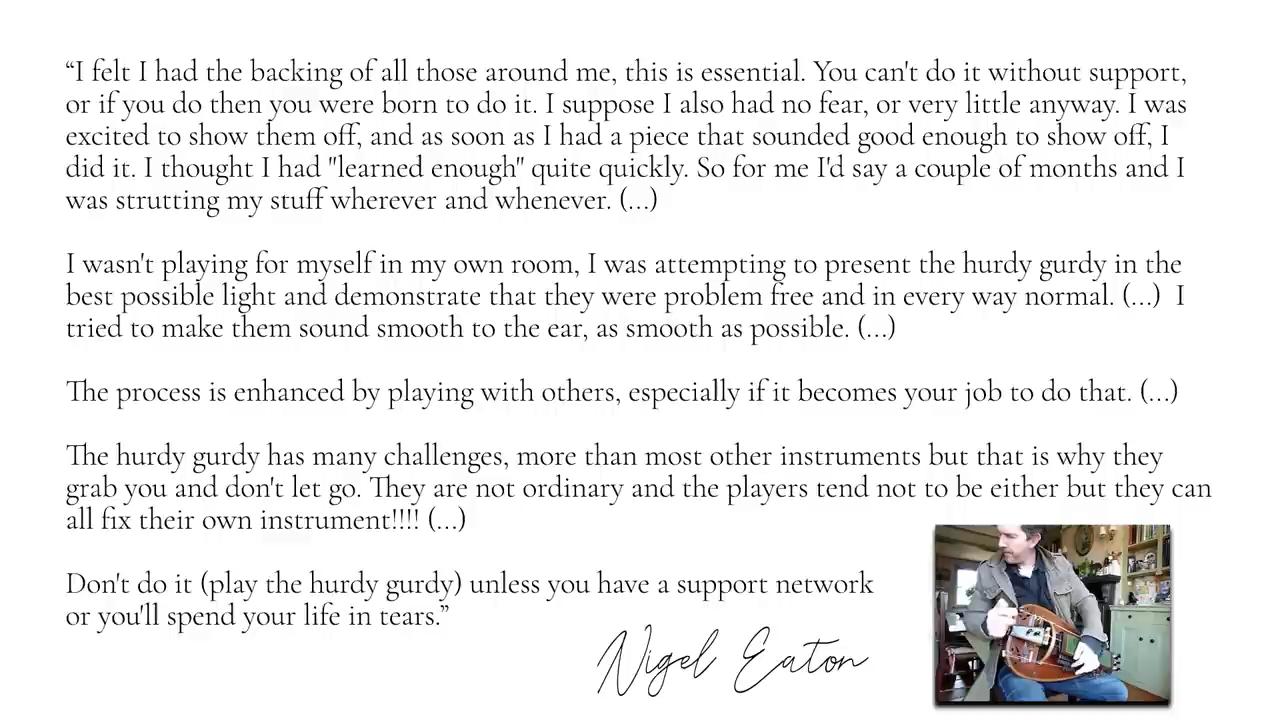 “I felt I had the backing of all those around me, this is essential. You can't do it without support,
or if you do then you were born to do it. I suppose I also had no fear, or very little anyway. I was
excited to show them off, and as soon as I had a piece that sounded good enough to show off, I
did it. I thought I had "learned enough" quite quickly. So for me I'd say a couple of months and I
was strutting my stuff wherever and whenever. (...)
I wasn't playing for myself in my own room, I was attempting to present the hurdy gurdy in the
best possible light and demonstrate that they were problem free and in every way normal. (...)  I
tried to make them sound smooth to the ear, as smooth as possible. (...)
The process is enhanced by playing with others, especially if it becomes your job to do that. (...)
The hurdy gurdy has many challenges, more than most other instruments but that is why they
grab you and don't let go. They are not ordinary and the players tend not to be either but they can
all fix their own instrument!!!! (...)
Don't do it (play the hurdy gurdy) unless you have a support network
or you'll spend your life in tears.”
Nigel Eaton